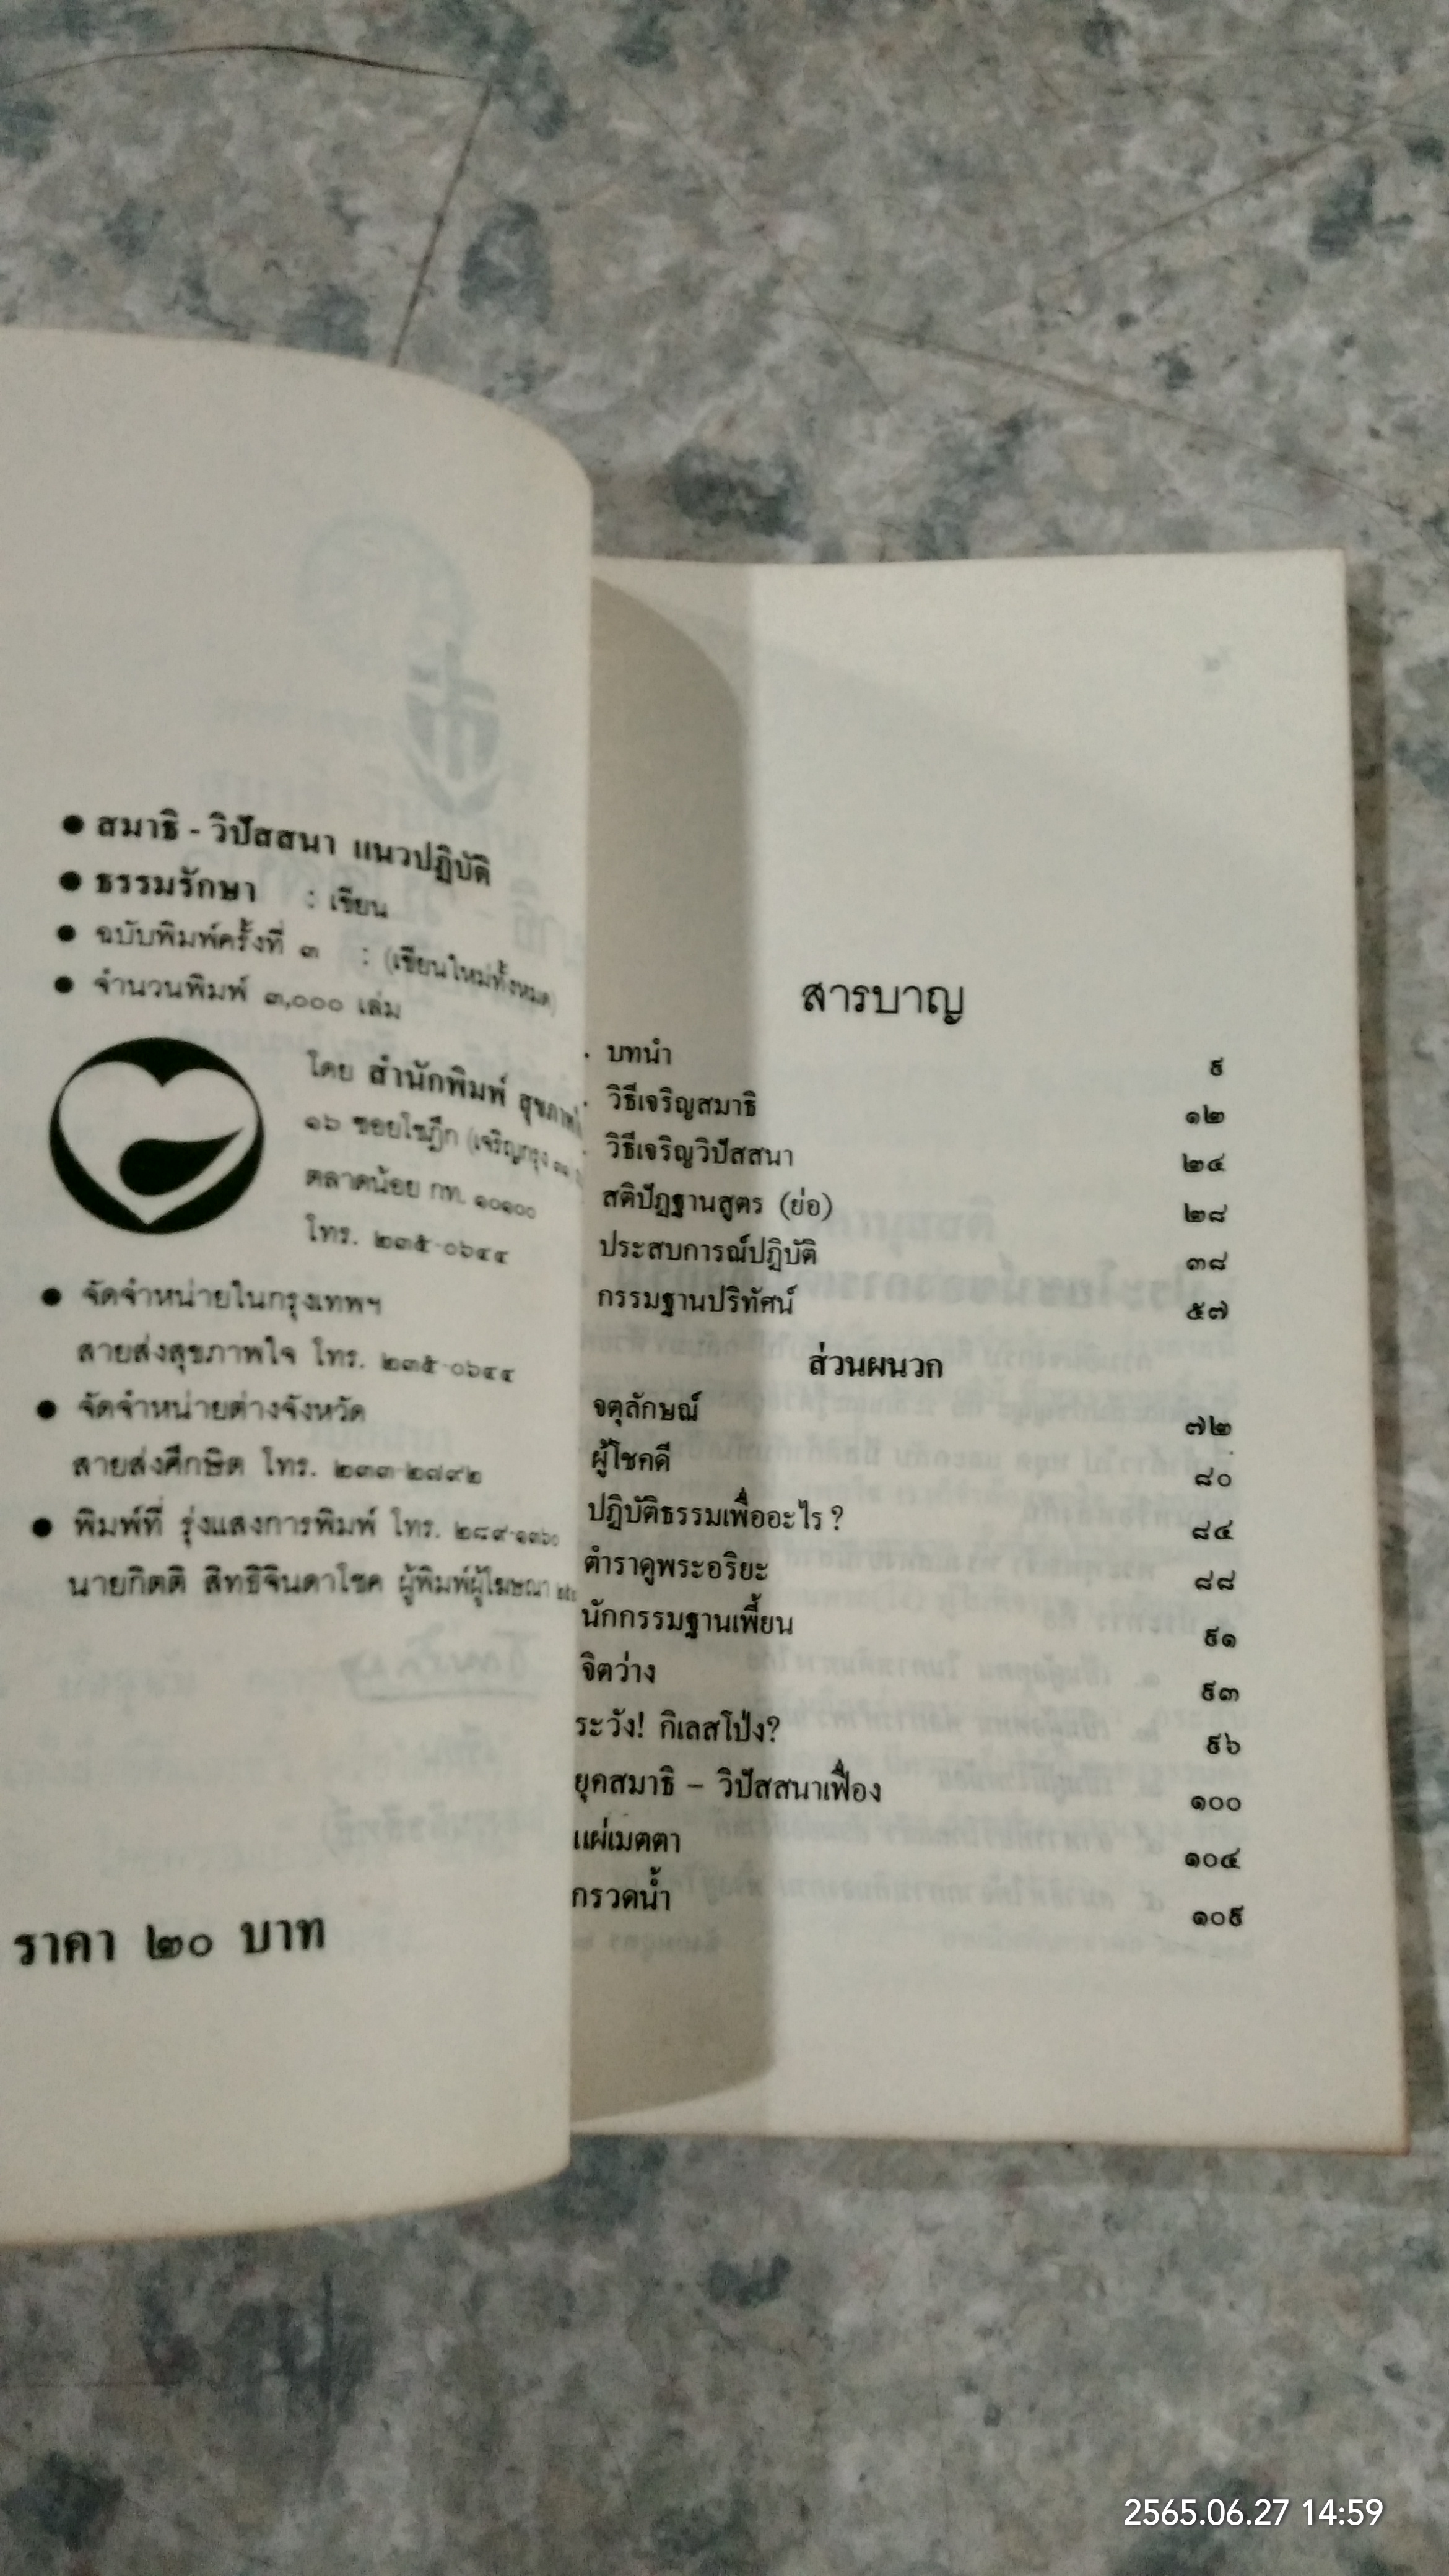 ● สมาธิ - วิปัสสนา แนวปฏิบัติ
● ธรรมรักษา : เขียน
● ฉบับพิมพ์ครั้งที่ ๓ : (เขียนใหม่ทั้งหมด)
● จำนวนพิมพ์ ๓,๐๐๐ เล่ม
โดย สำนักพิมพ์ สุขภาพใจ
๑๖ ซอยโชฎึก (เจริญกรุง
ตลาดน้อย กท. ๑๐๑๐๐
โทร. ๒๓๕-๐๖๔๔
● จัดจำหน่ายในกรุงเทพฯ
สายส่งสุขภาพใจ โทร. ๒๓๕-๐๖๔๔
● จัดจำหน่ายต่างจังหวัด
สายส่งศึกษิต โทร. ๒๓๓-๒๗๙๒
● พิมพ์ที่ รุ่งแสงการพิมพ์ โทร. ๒๘๙-๑๓๖๐
นายกิตติ สิทธิจินดาโชค ผู้พิมพ์ผู้โฆษณา
ราคา ๒๐ บาท
สารบาญ
บทนำ ๕
วิธีเจริญสมาธิ ๑๒
วิธีเจริญวิปัสสนา ๒๔
สติปัฏฐานสูตร (ย่อ) ๒๘
ประสบการณ์ปฏิบัติ ๓๘
กรรมฐานปริทัศน์ ๕๗
ส่วนผนวก
จตุลักษณ์ ๗๒
ผู้โชคดี ๘๐
ปฏิบัติธรรมเพื่ออะไร ? ๘๔
ตำราดูพระอริยะ ๘๘
นักกรรมฐานเพี้ยน ๙๑
จิตว่าง ๙๓
ระวัง! กิเลสโป่ง? ๙๖
ยุคสมาธิ – วิปัสสนาเฟื่อง ๑๐๐
แผ่เมตตา ๑๐๔
กรวดน้ำ ๑๐๕
2565.06.27 14:59